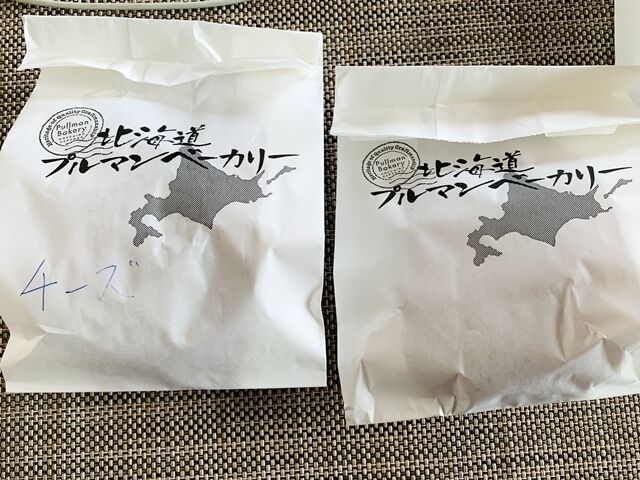 Pullman
Bakery
北海道
プルマンベーカリー
チーズ
Pullman
Bakery
北海道
プルマンベーカリー